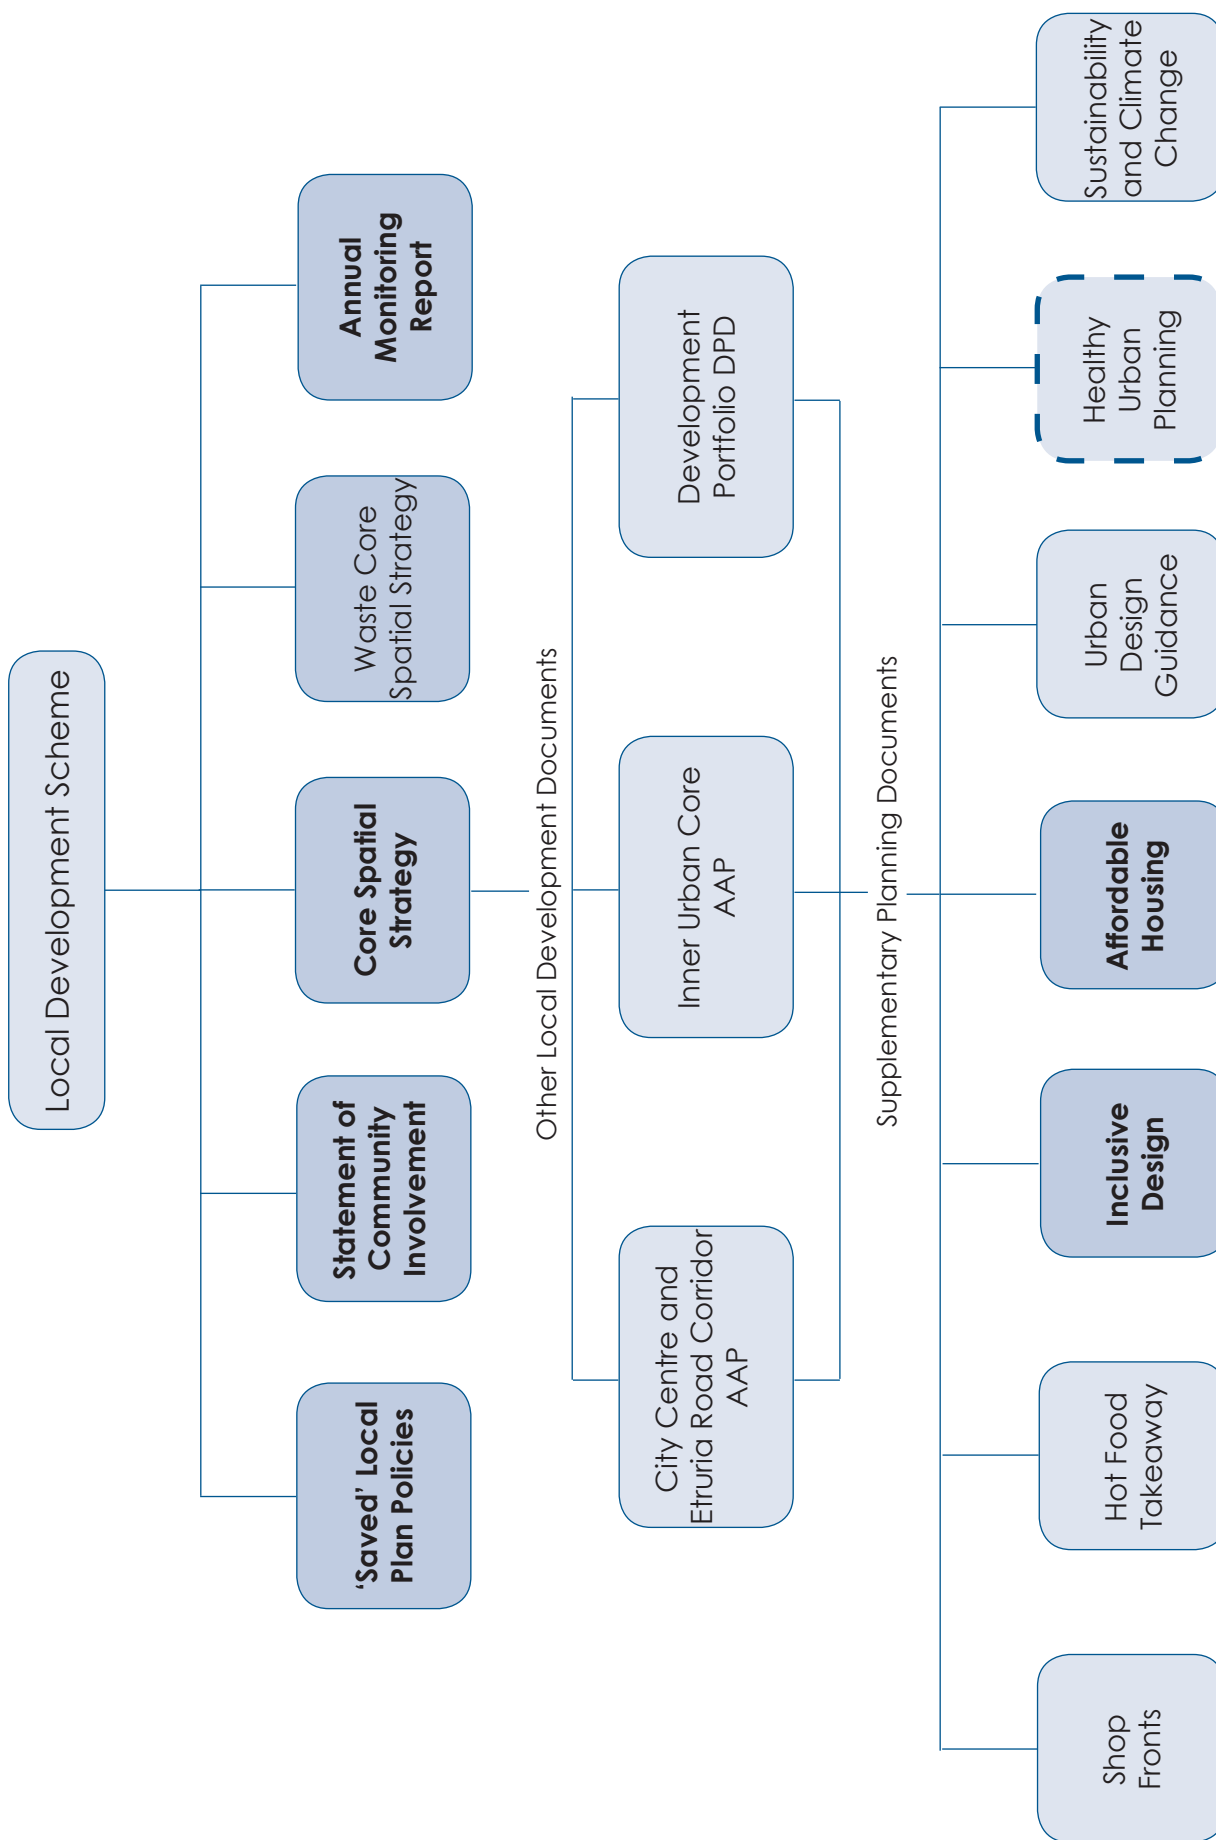 Local Development Scheme
‘Saved’ Local
Plan Policies
Statement of
Community
Involvement
Core Spatial
Strategy
Waste Core
Spatial Strategy
Annual
Monitoring
Report
Other Local Development Documents
City Centre and
Etruria Road Corridor
AAP
Inner Urban Core
AAP
Development
Portfolio DPD
Supplementary Planning Documents
Shop
Fronts
Hot Food
Takeaway
Inclusive
Design
Affordable
Housing
Urban
Design
Guidance
Healthy
Urban
Planning
Sustainability
and Climate
Change